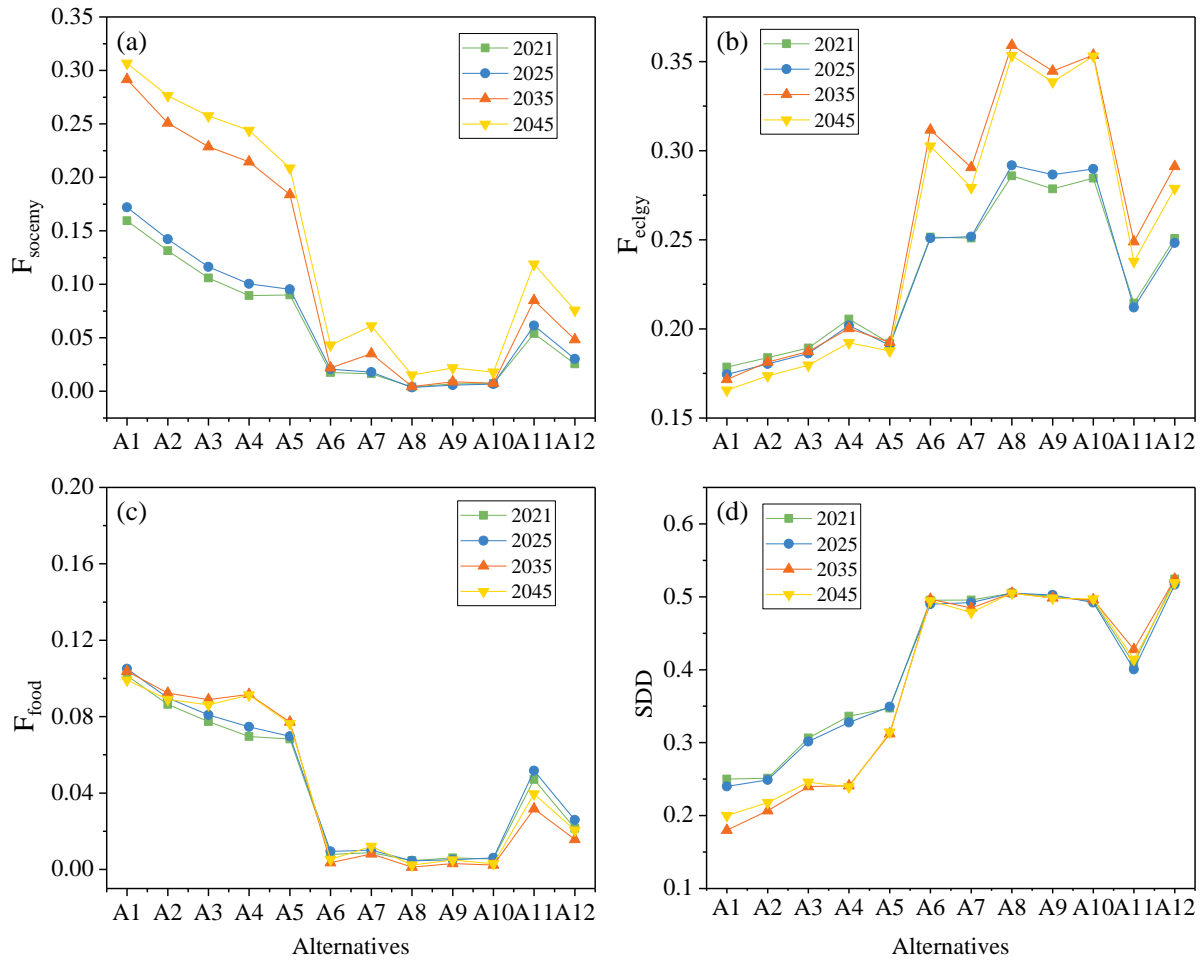 (a)
0.35
0.30
0.25
0.20
0.15
0.10
0.05
0.00
F_socemy
2021
2025
2035
2045
A1 A2 A3 A4 A5 A6 A7 A8 A9 A10 A11 A12
(b)
0.35
0.30
0.25
0.20
0.15
F_eclgy
2021
2025
2035
2045
A1 A2 A3 A4 A5 A6 A7 A8 A9 A10 A11 A12
(c)
0.20
0.16
0.12
0.08
0.04
0.00
F_food
2021
2025
2035
2045
A1 A2 A3 A4 A5 A6 A7 A8 A9 A10 A11 A12
Alternatives
(d)
0.6
0.5
0.4
0.3
0.2
0.1
SDD
2021
2025
2035
2045
A1 A2 A3 A4 A5 A6 A7 A8 A9 A10 A11 A12
Alternatives